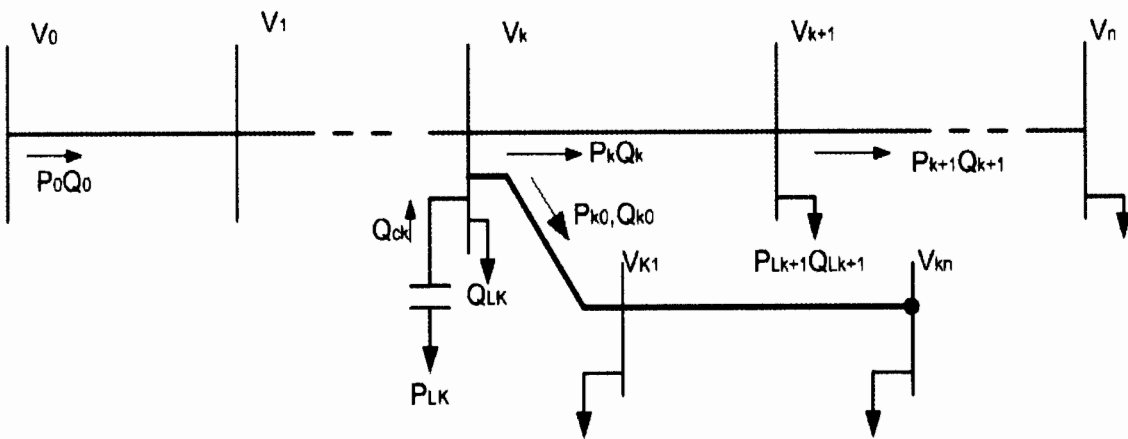 V0 V1 Vk Vk+1 Vn
P0Q0
PkQk
Pk+1Qk+1
Pk0,Qk0
Qck
QLK
VK1
PLk+1QLk+1
Vkn
PLK